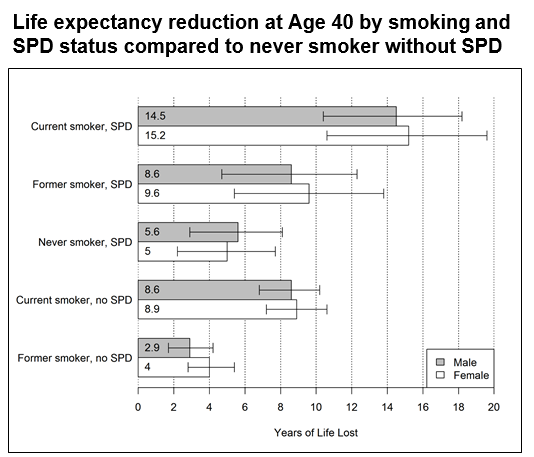 Life expectancy reduction at Age 40 by smoking and
SPD status compared to never smoker without SPD
Current smoker, SPD
14.5
15.2
Former smoker, SPD
8.6
9.6
Never smoker, SPD
5.6
5
Current smoker, no SPD
8.6
8.9
Former smoker, no SPD
2.9
4
Male
Female
0 2 4 6 8 10 12 14 16 18 20
Years of Life Lost